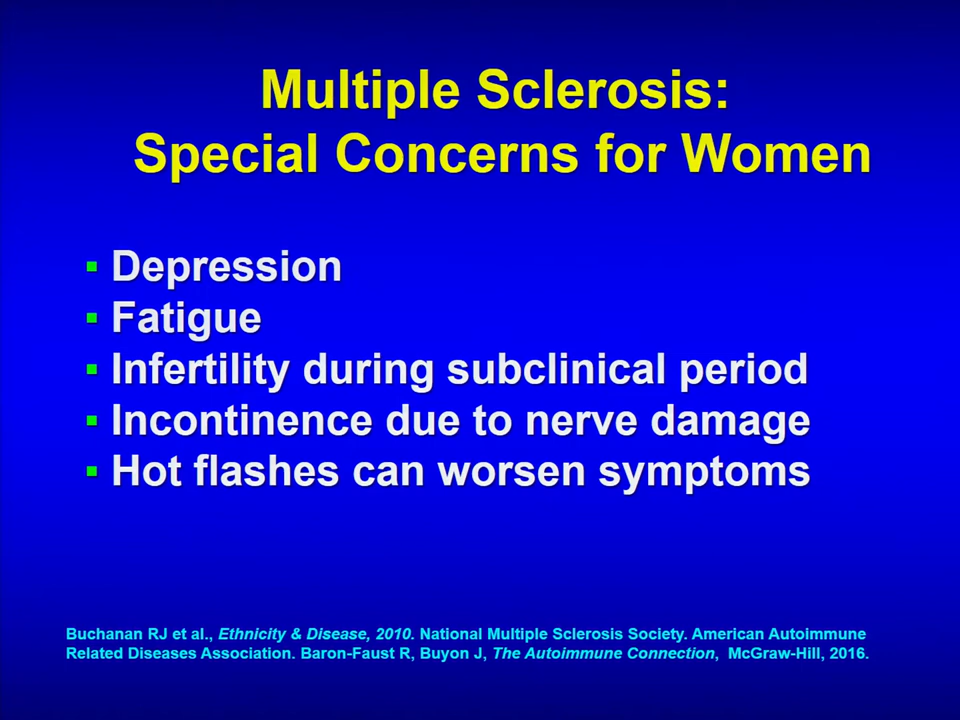 Multiple Sclerosis:
Special Concerns for Women
▪ Depression
▪ Fatigue
▪ Infertility during subclinical period
▪ Incontinence due to nerve damage
▪ Hot flashes can worsen symptoms
Buchanan RJ et al., Ethnicity & Disease, 2010. National Multiple Sclerosis Society. American Autoimmune
Related Diseases Association. Baron-Faust R, Buyon J, The Autoimmune Connection, McGraw-Hill, 2016.